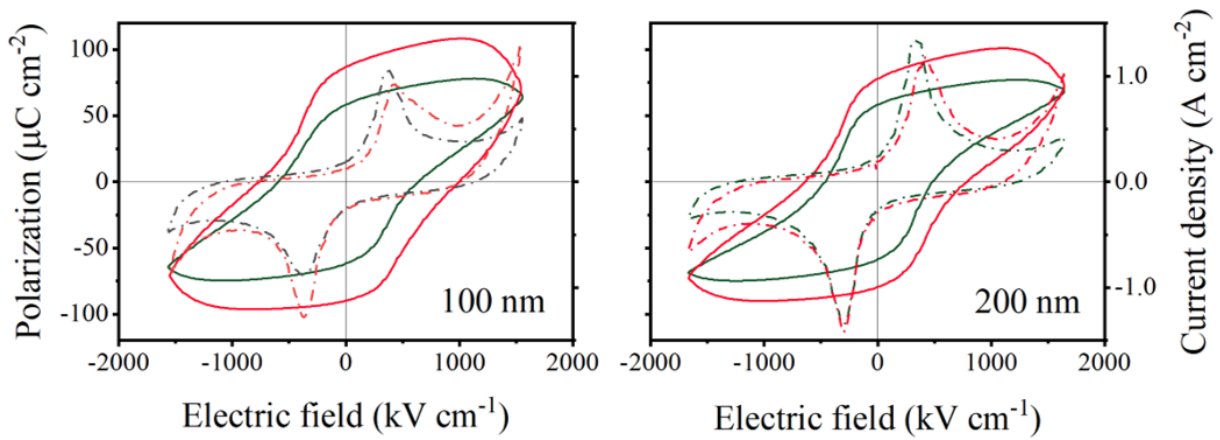 Polarization (μC cm⁻²)
100
50
0
-50
-100
100 nm
-2000 -1000 0 1000 2000
Electric field (kV cm⁻¹)
200 nm
-2000 -1000 0 1000 2000
Electric field (kV cm⁻¹)
1.0
0.0
-1.0
Current density (A cm⁻²)